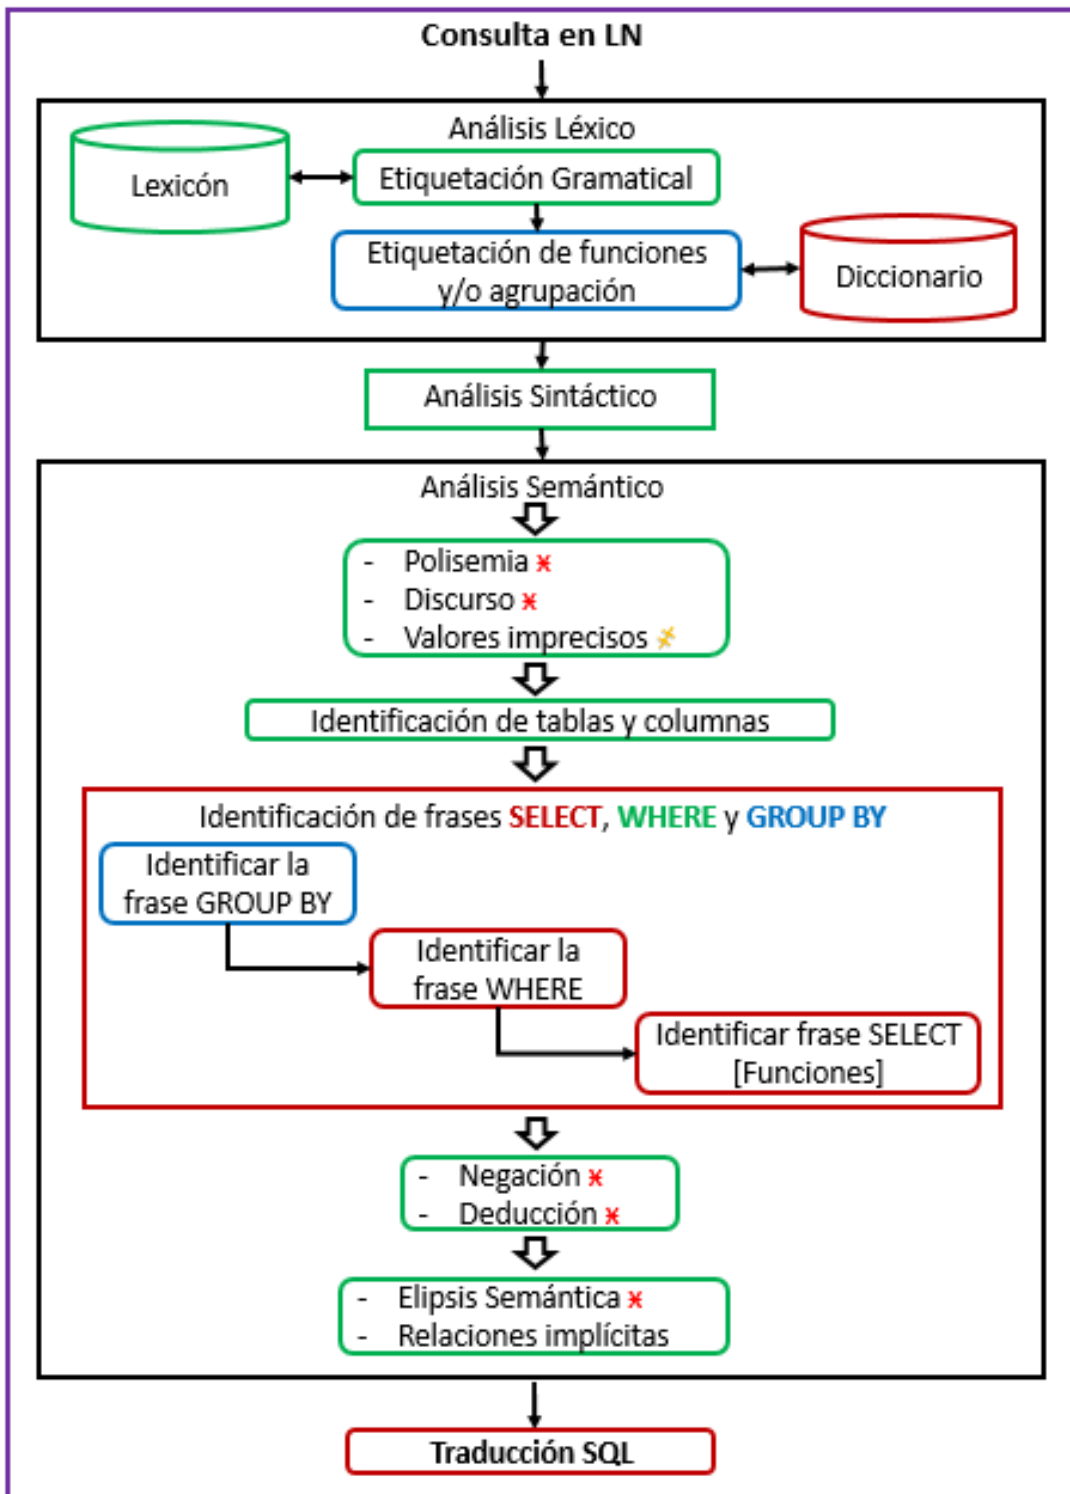 Consulta en LN
Análisis Léxico
Lexicón
Etiquetación Gramatical
Etiquetación de funciones
y/o agrupación
Diccionario
Análisis Sintáctico
Análisis Semántico
- Polisemia
- Discurso
- Valores imprecisos
Identificación de tablas y columnas
Identificación de frases SELECT, WHERE y GROUP BY
Identificar la
frase GROUP BY
Identificar la
frase WHERE
Identificar frase SELECT
[Funciones]
- Negación
- Deducción
- Elipsis Semántica
- Relaciones implícitas
Traducción SQL